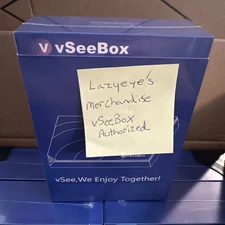 V vSeeBox
Lazyeye's
merchandise
vSeeBox
Authorized
vSee,We Enjoy Together!